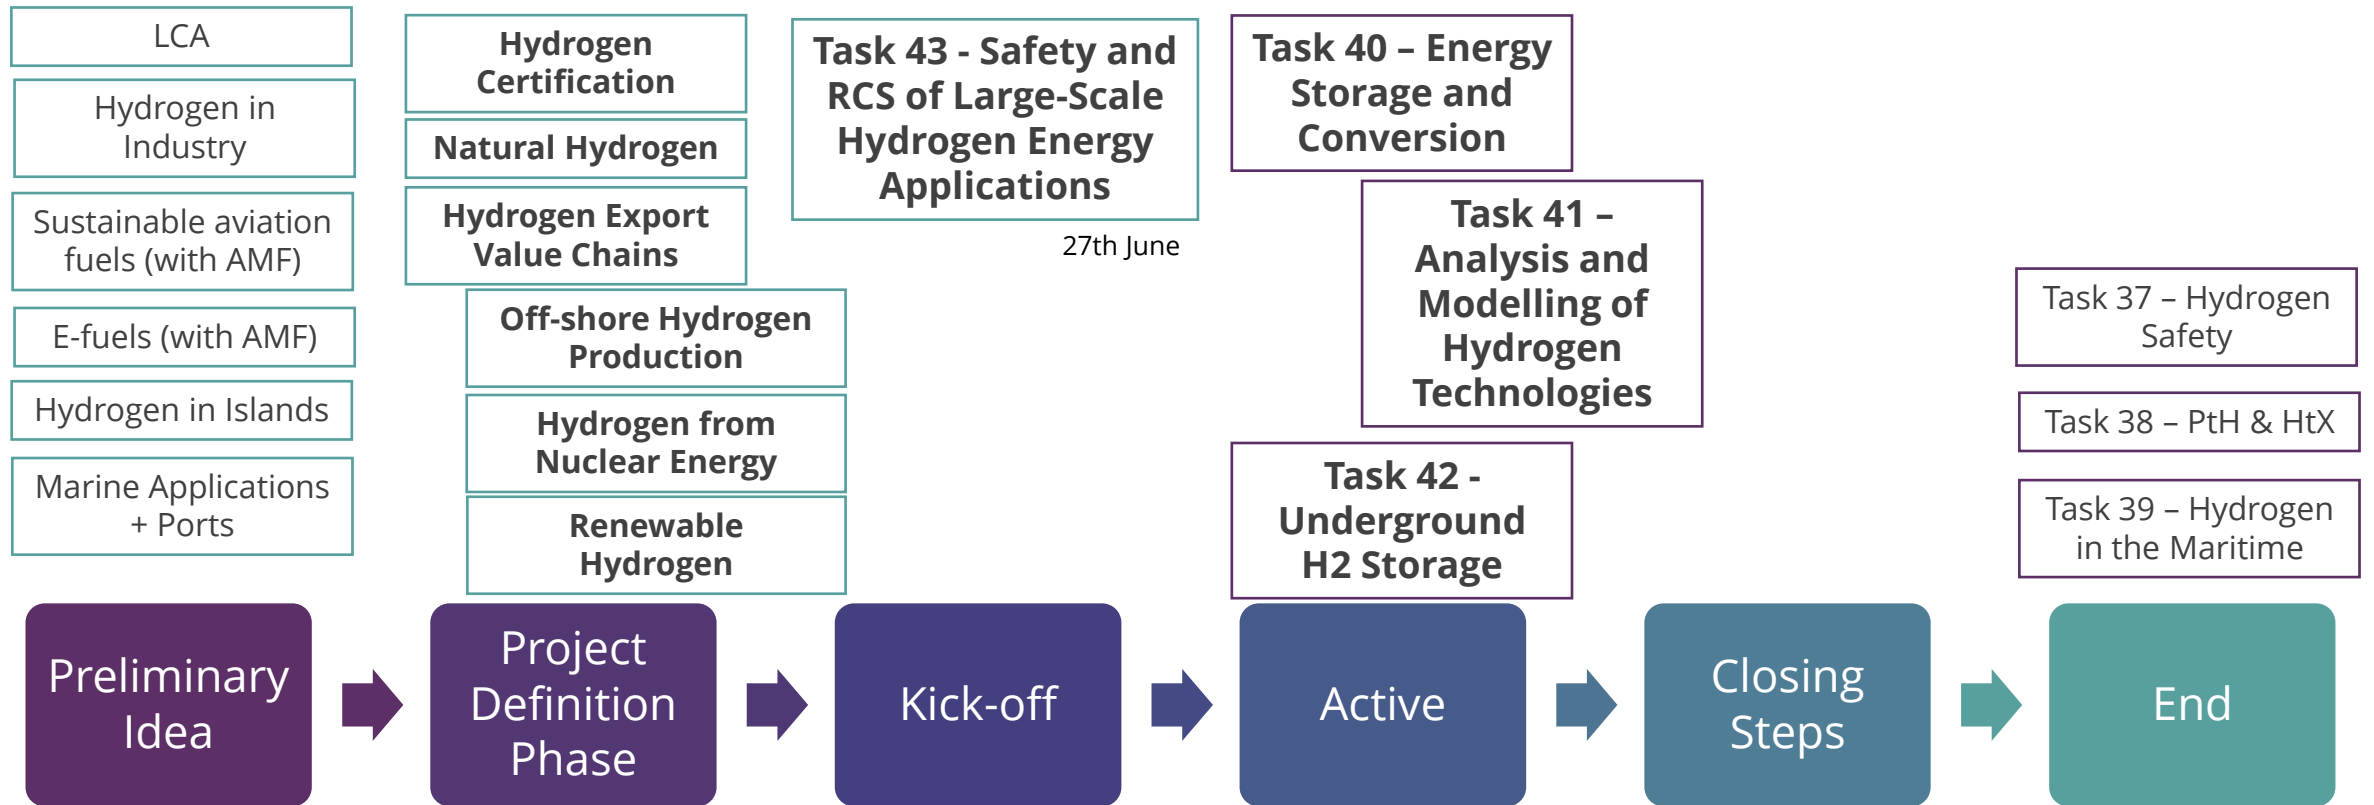 LCA
Hydrogen in
Industry
Sustainable aviation
fuels (with AMF)
E-fuels (with AMF)
Hydrogen in Islands
Marine Applications
+ Ports
Hydrogen
Certification
Natural Hydrogen
Hydrogen Export
Value Chains
Off-shore Hydrogen
Production
Hydrogen from
Nuclear Energy
Renewable
Hydrogen
Task 43 - Safety and
RCS of Large-Scale
Hydrogen Energy
Applications
27th June
Task 40 – Energy
Storage and
Conversion
Task 41 –
Analysis and
Modelling of
Hydrogen
Technologies
Task 42 -
Underground
H2 Storage
Task 37 – Hydrogen
Safety
Task 38 – PtH & HtX
Task 39 – Hydrogen
in the Maritime
Preliminary
Idea
Project
Definition
Phase
Kick-off
Active
Closing
Steps
End